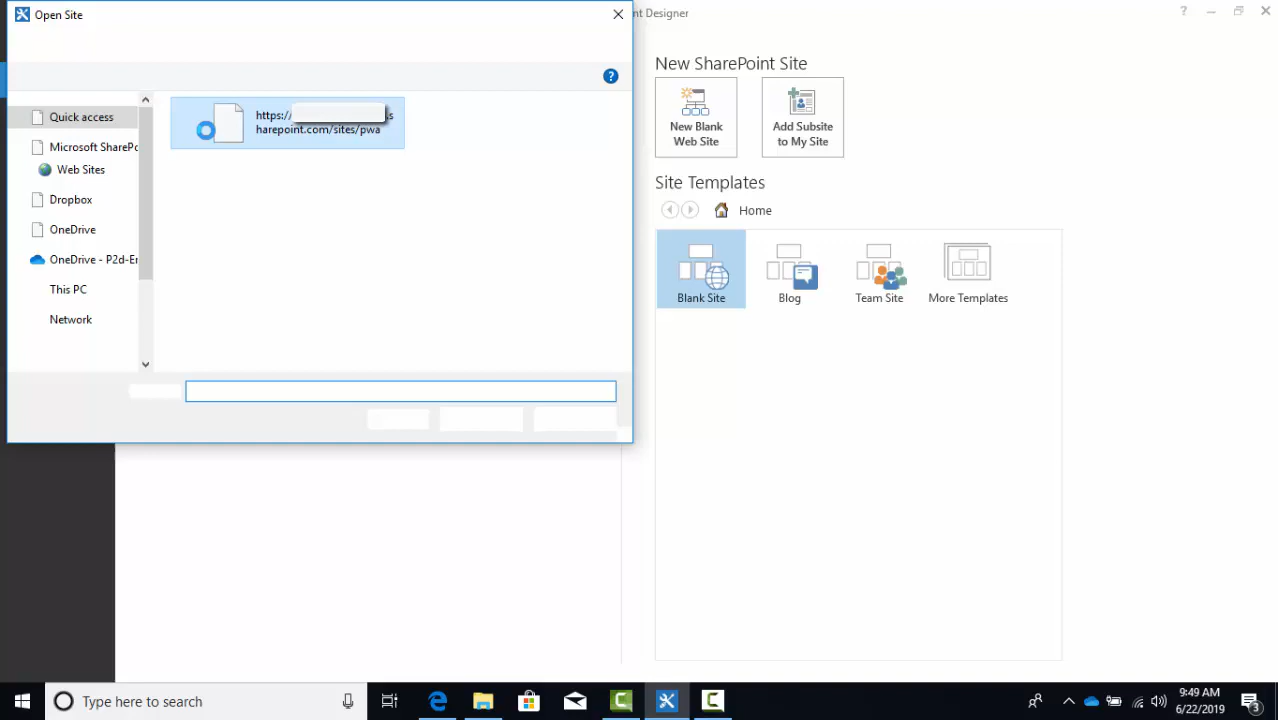 Open Site
nt Designer
New SharePoint Site
New Blank
Web Site
Add Subsite
to My Site
Site Templates
Home
Blank Site
Blog
Team Site
More Templates
Quick access
Microsoft SharePo
Web Sites
Dropbox
OneDrive
OneDrive - P2d-En
This PC
Network
https://
.s
harepoint.com/sites/pwa
Type here to search
9:49 AM
6/22/2019
3